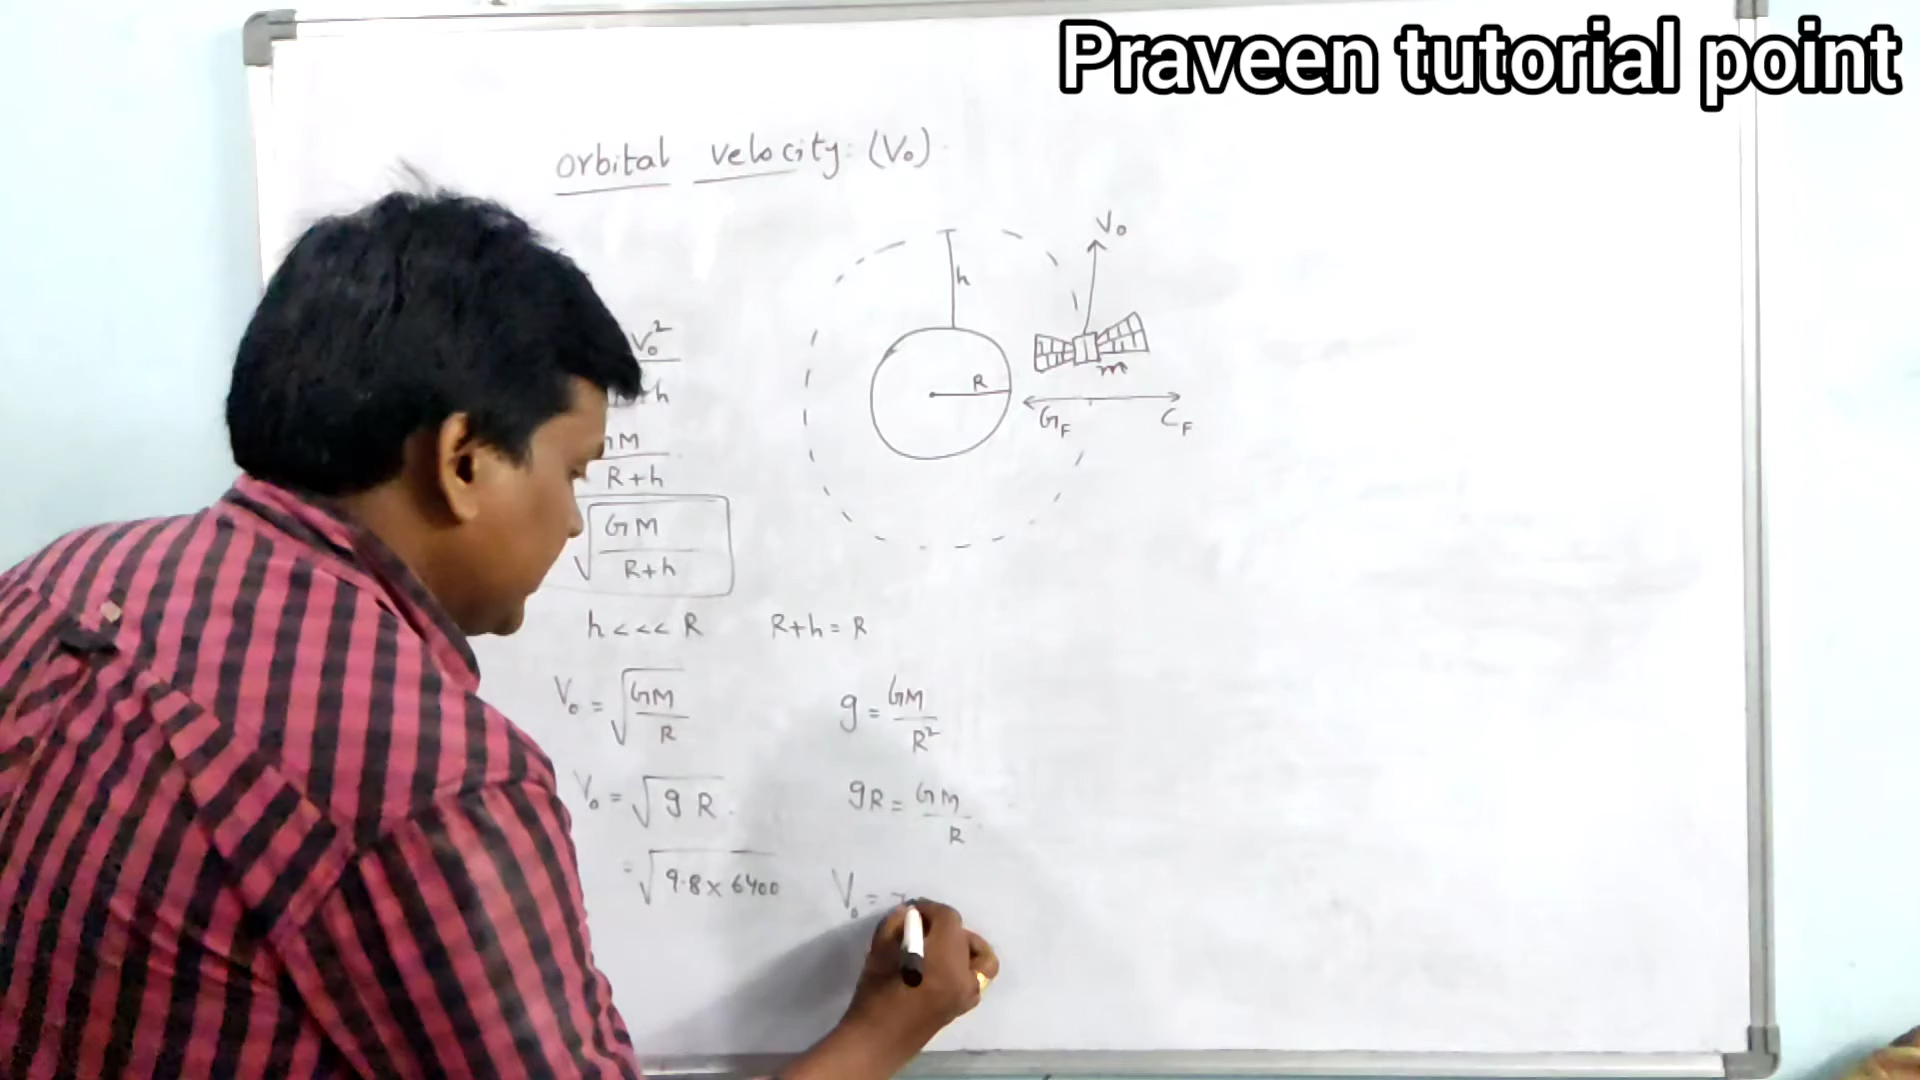 Praveen tutorial point
orbital velocity: (V₀)
V₀
h
R
m
G_F C_F
V₀²
+h
GM
R+h
√(GM/(R+h))
h<<< R R+h = R
V₀ = √(GM/R) g = GM/R²
V₀ = √gR. gR = GM/R
= √9.8×6400 V₀ = 7